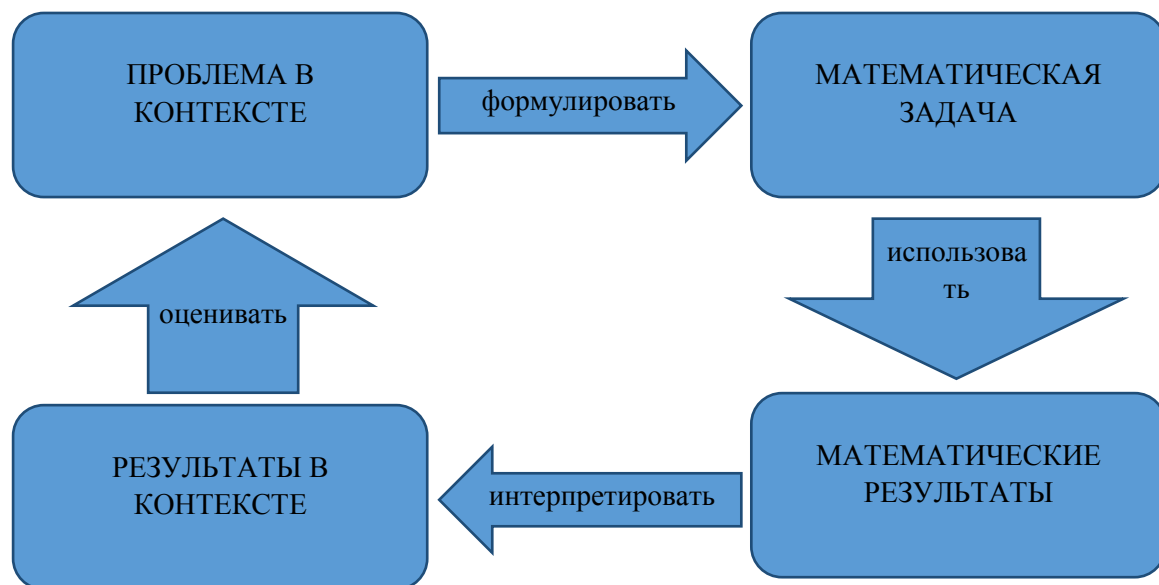 ПРОБЛЕМА В
КОНТЕКСТЕ
формулировать
МАТЕМАТИЧЕСКАЯ
ЗАДАЧА
оценивать
использова
ть
РЕЗУЛЬТАТЫ В
КОНТЕКСТЕ
интерпретировать
МАТЕМАТИЧЕСКИЕ
РЕЗУЛЬТАТЫ